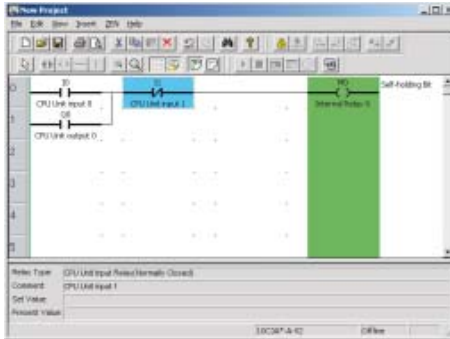 New Project
File Edit View Insert ZEN Help
0 I0 I1 M0 Self-holding Bit
CPU Unit input 0 CPU Unit input 1 Internal Relay 0
1 Q0
CPU Unit output 0
2
3
4
5
Relay Type CPU Unit Input Relay(Normally Closed)
Comment CPU Unit input 1
Set Value
Present Value
Offline